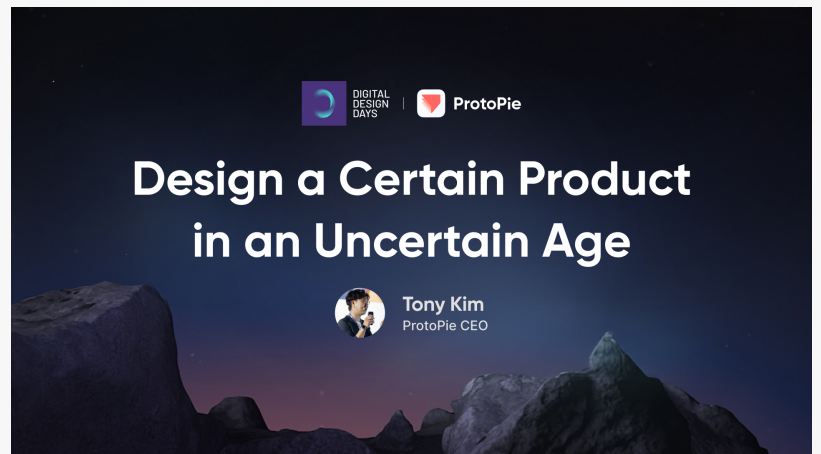 DIGITAL
DESIGN
DAYS
ProtoPie
Design a Certain Product
in an Uncertain Age
Tony Kim
ProtoPie CEO